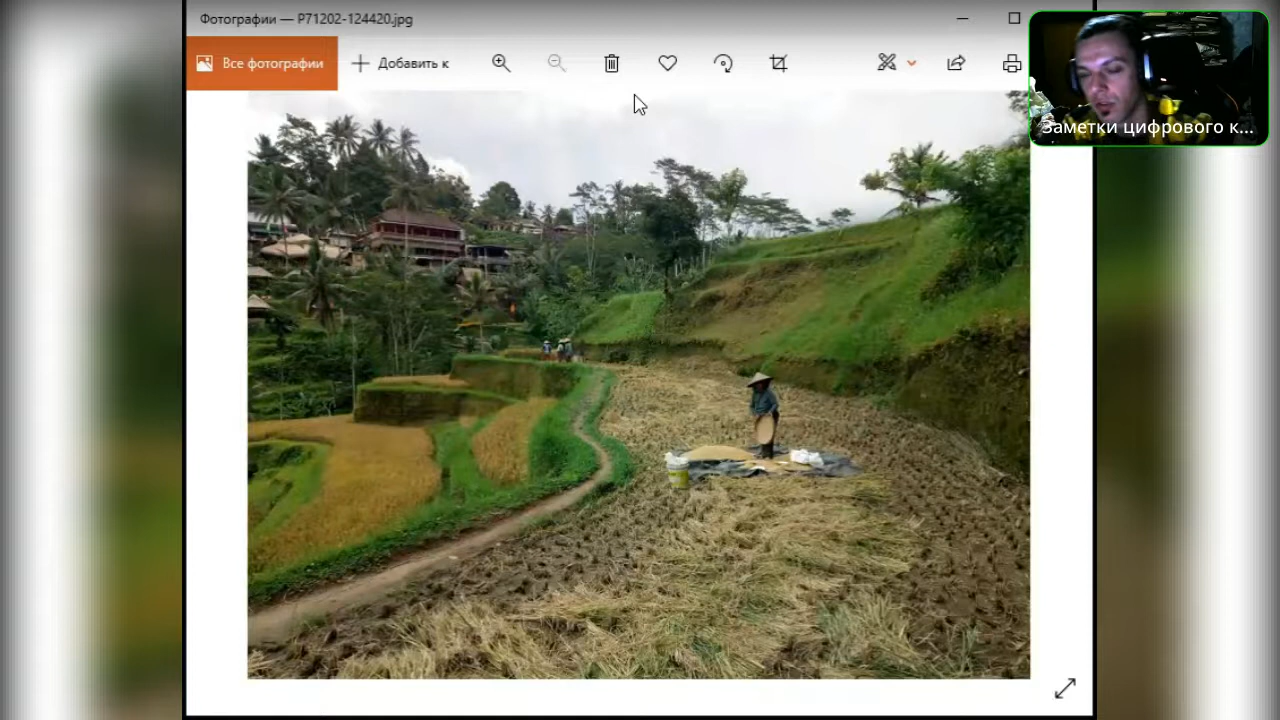 Фотографии — P71202-124420.jpg
Все фотографии
Добавить к
Заметки цифрового к...